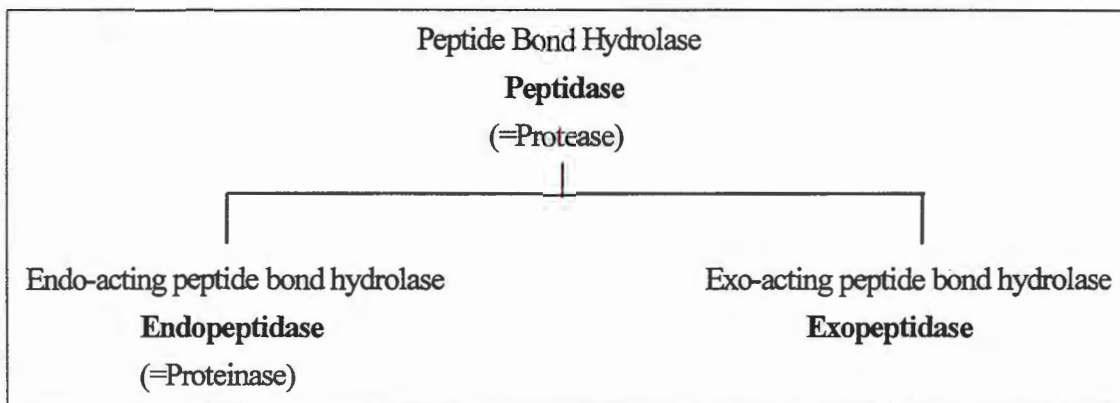 Peptide Bond Hydrolase
Peptidase
(=Protease)
Endo-acting peptide bond hydrolase
Endopeptidase
(=Proteinase)
Exo-acting peptide bond hydrolase
Exopeptidase